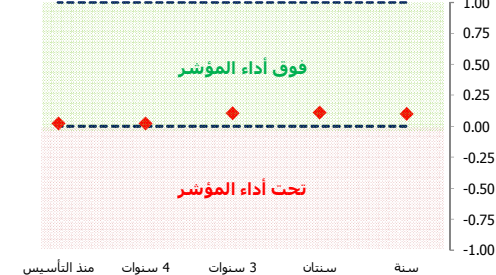 1.00
0.75
فوق أداء المؤشر
0.50
0.25
0.00
-0.25
تحت أداء المؤشر
-0.50
-0.75
-1.00
سنة
سنتان
3 سنوات
4 سنوات
منذ التأسيس